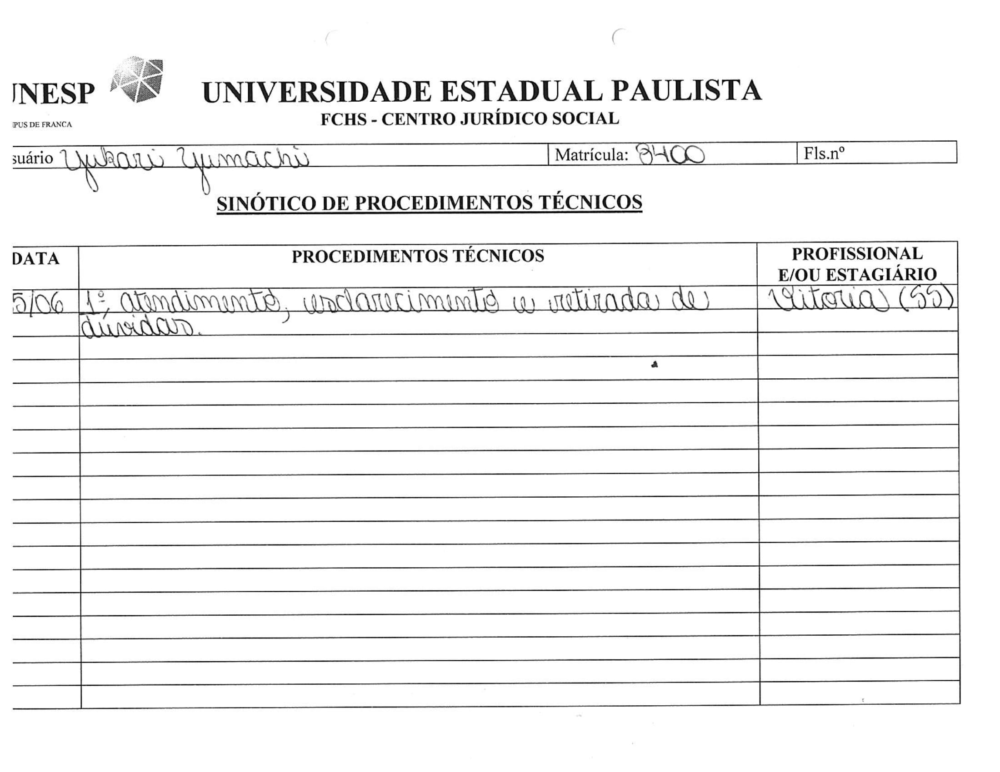 UNESP UNIVERSIDADE ESTADUAL PAULISTA
FCHS - CENTRO JURÍDICO SOCIAL
PUS DE FRANCA
suário Yukari Yumachi Matrícula: 8400 Fls.nº
SINÓTICO DE PROCEDIMENTOS TÉCNICOS
DATA PROCEDIMENTOS TÉCNICOS PROFISSIONAL
E/OU ESTAGIÁRIO
5/06 1º atendimento, esclarecimento e retirada de Vitoria (SS)
dúvidas.